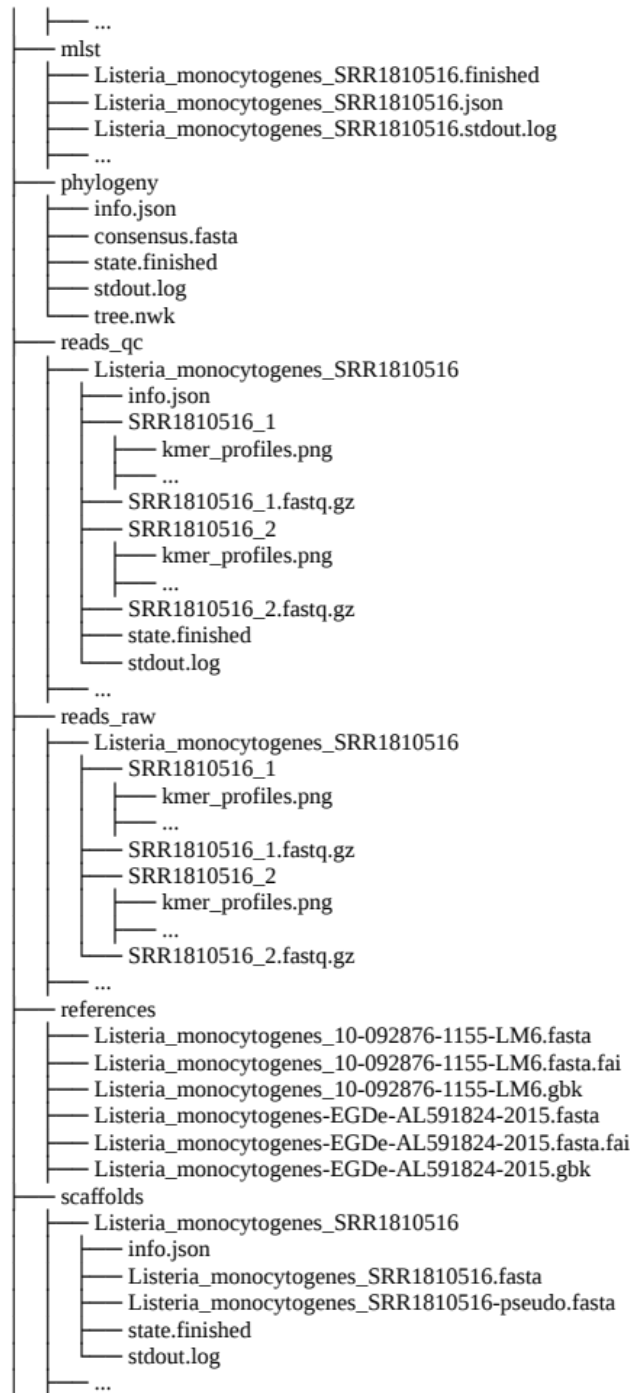 ...
mlst
Listeria_monocytogenes_SRR1810516.finished
Listeria_monocytogenes_SRR1810516.json
Listeria_monocytogenes_SRR1810516.stdout.log
...
phylogeny
info.json
consensus.fasta
state.finished
stdout.log
tree.nwk
reads_qc
Listeria_monocytogenes_SRR1810516
info.json
SRR1810516_1
kmer_profiles.png
...
SRR1810516_1.fastq.gz
SRR1810516_2
kmer_profiles.png
...
SRR1810516_2.fastq.gz
state.finished
stdout.log
...
reads_raw
Listeria_monocytogenes_SRR1810516
SRR1810516_1
kmer_profiles.png
...
SRR1810516_1.fastq.gz
SRR1810516_2
kmer_profiles.png
...
SRR1810516_2.fastq.gz
...
references
Listeria_monocytogenes_10-092876-1155-LM6.fasta
Listeria_monocytogenes_10-092876-1155-LM6.fasta.fai
Listeria_monocytogenes_10-092876-1155-LM6.gbk
Listeria_monocytogenes-EGDe-AL591824-2015.fasta
Listeria_monocytogenes-EGDe-AL591824-2015.fasta.fai
Listeria_monocytogenes-EGDe-AL591824-2015.gbk
scaffolds
Listeria_monocytogenes_SRR1810516
info.json
Listeria_monocytogenes_SRR1810516.fasta
Listeria_monocytogenes_SRR1810516-pseudo.fasta
state.finished
stdout.log
...